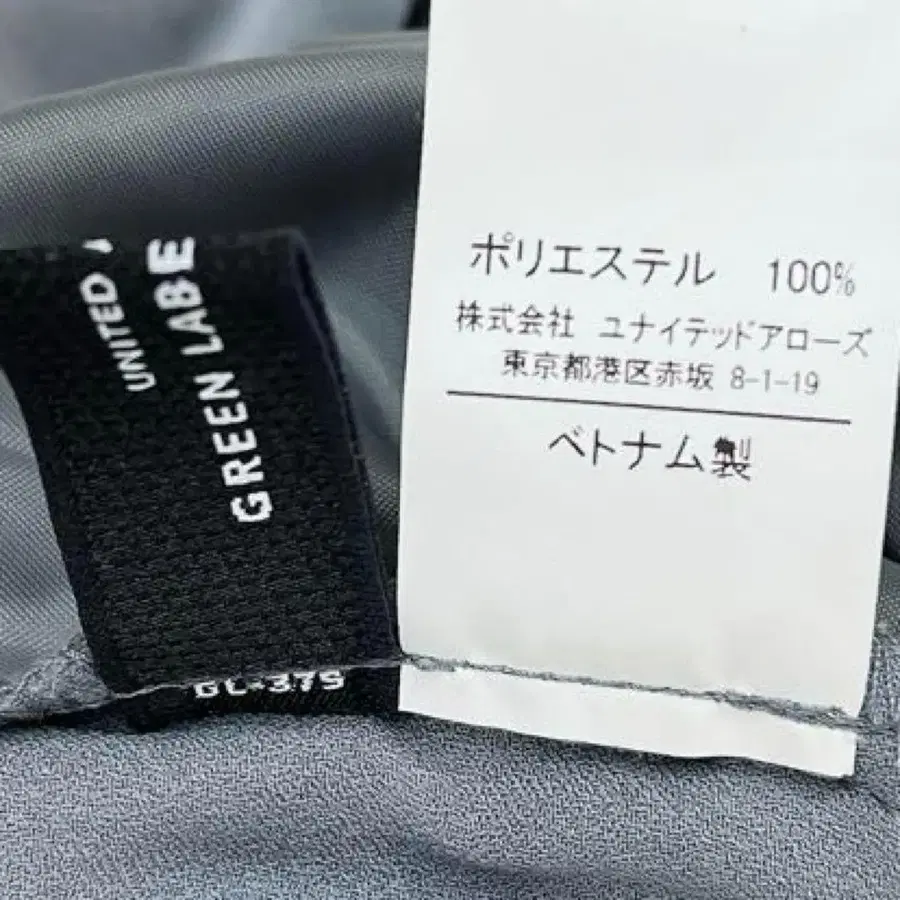 UNITED
GREEN LABE
GL-37S
ポリエステル 100%
株式会社 ユナイテッドアローズ
東京都港区赤坂 8-1-19
ベトナム製